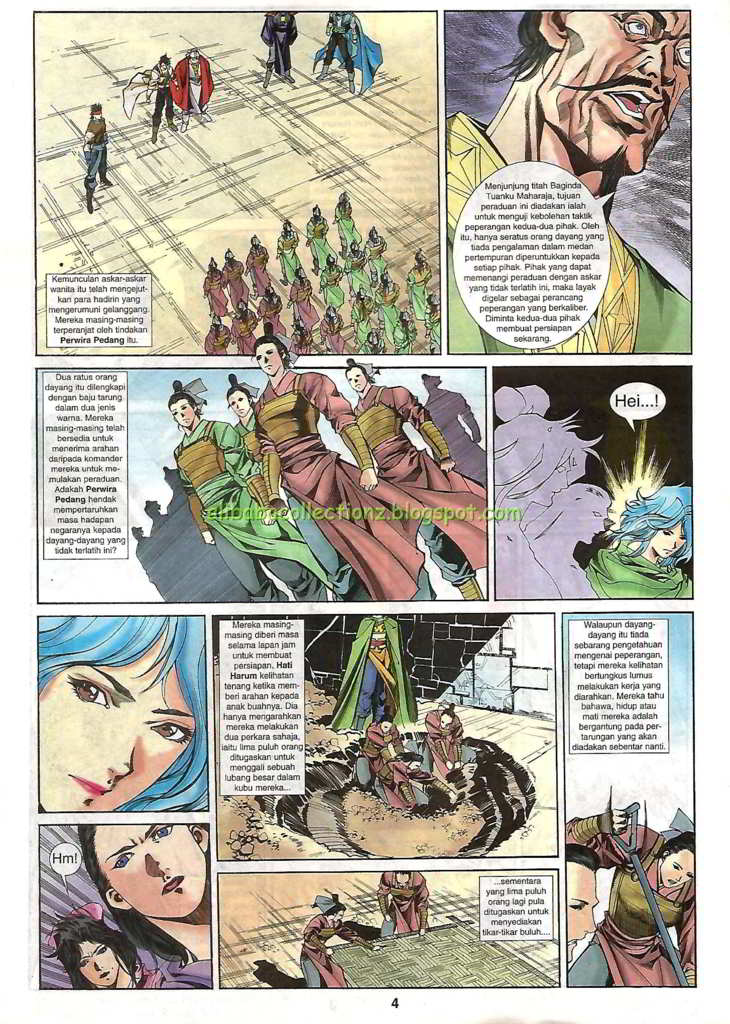 Kemunculan askar-askar
wanita itu telah mengejut-
kan para hadirin yang
mengerumuni gelanggang.
Mereka masing-masing
terperanjat oleh tindakan
Perwira Pedang itu.
Menjunjung titah Baginda
Tuanku Maharaja, tujuan
peraduan ini diadakan ialah
untuk menguji kebolehan taktik
peperangan kedua-dua pihak. Oleh
itu, hanya seratus orang dayang yang
tiada pengalaman dalam medan
pertempuran diperuntukkan kepada
setiap pihak. Pihak yang dapat
memenangi peraduan dengan askar
yang tidak terlatih ini, maka layak
digelar sebagai perancang
peperangan yang berkaliber.
Diminta kedua-dua pihak
membuat persiapan
sekarang.
Dua ratus orang
dayang itu dilengkapi
dengan baju tarung
dalam dua jenis
warna. Mereka
masing-masing telah
bersedia untuk
menerima arahan
daripada komander
mereka untuk me-
mulakan peraduan.
Adakah Perwira
Pedang hendak
mempertaruhkan
masa hadapan
negaranya kepada
dayang-dayang yang
tidak terlatih ini?
Hei...!
alibabacollectionz.blogspot.com
Mereka masing-
masing diberi masa
selama lapan jam
untuk membuat
persiapan. Hati
Harum kelihatan
tenang ketika mem-
beri arahan kepada
anak buahnya. Dia
hanya mengarahkan
mereka melakukan
dua perkara sahaja,
iaitu lima puluh orang
ditugaskan untuk
menggali sebuah
lubang besar dalam
kubu mereka...
Walaupun dayang-
dayang itu tiada
sebarang pengetahuan
mengenai peperangan,
tetapi mereka kelihatan
bertungkus lumus
melakukan kerja yang
diarahkan. Mereka tahu
bahawa, hidup atau
mati mereka adalah
bergantung pada per-
tarungan yang akan
diadakan sebentar nanti.
Hm!
...sementara
yang lima puluh
orang lagi pula
ditugaskan untuk
menyediakan
tikar-tikar buluh....
4